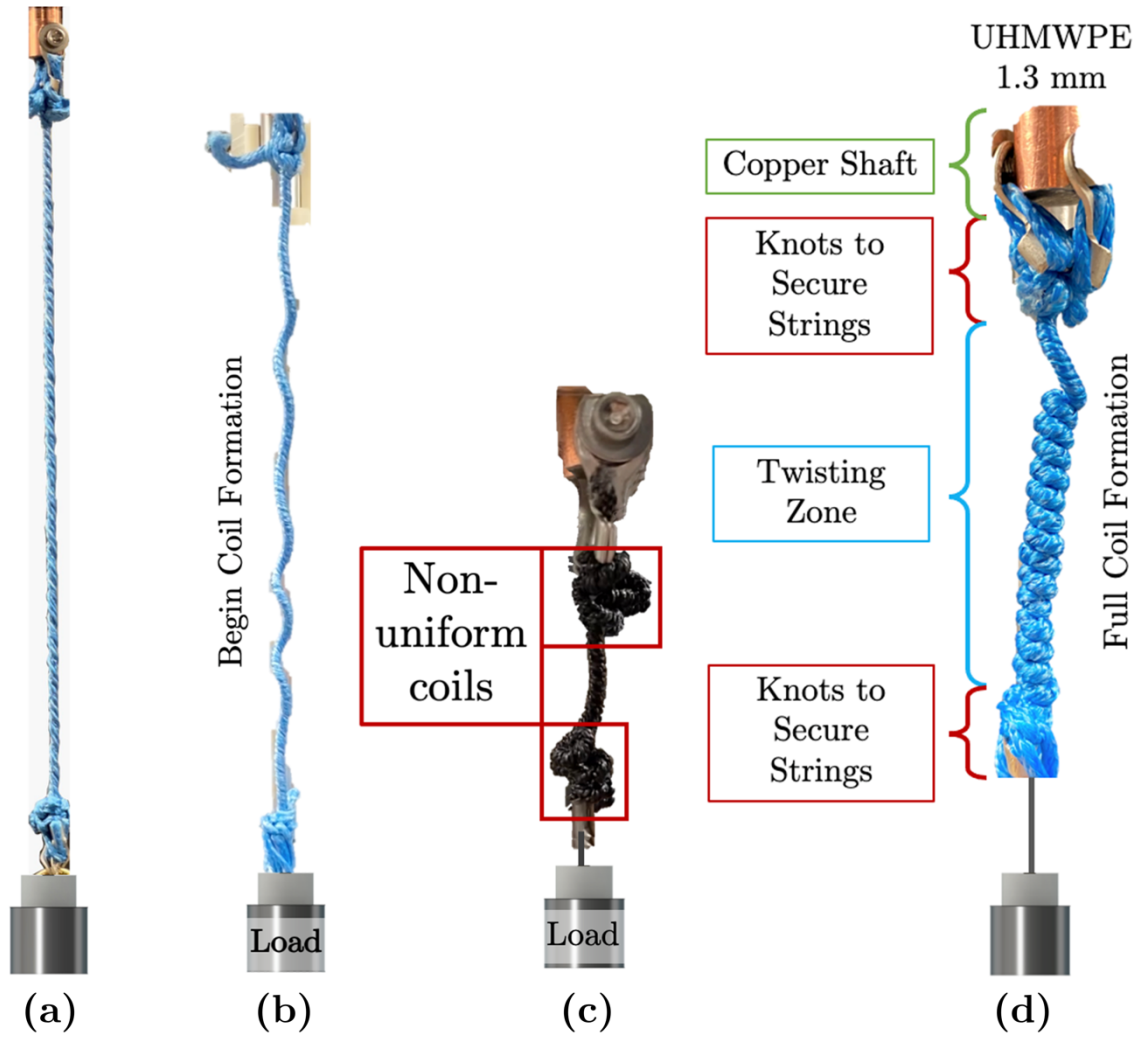 UHMWPE
1.3 mm
Copper Shaft
Knots to
Secure
Strings
Begin Coil Formation
Twisting
Zone
Full Coil Formation
Non-
uniform
coils
Knots to
Secure
Strings
Load
Load
(a)
(b)
(c)
(d)